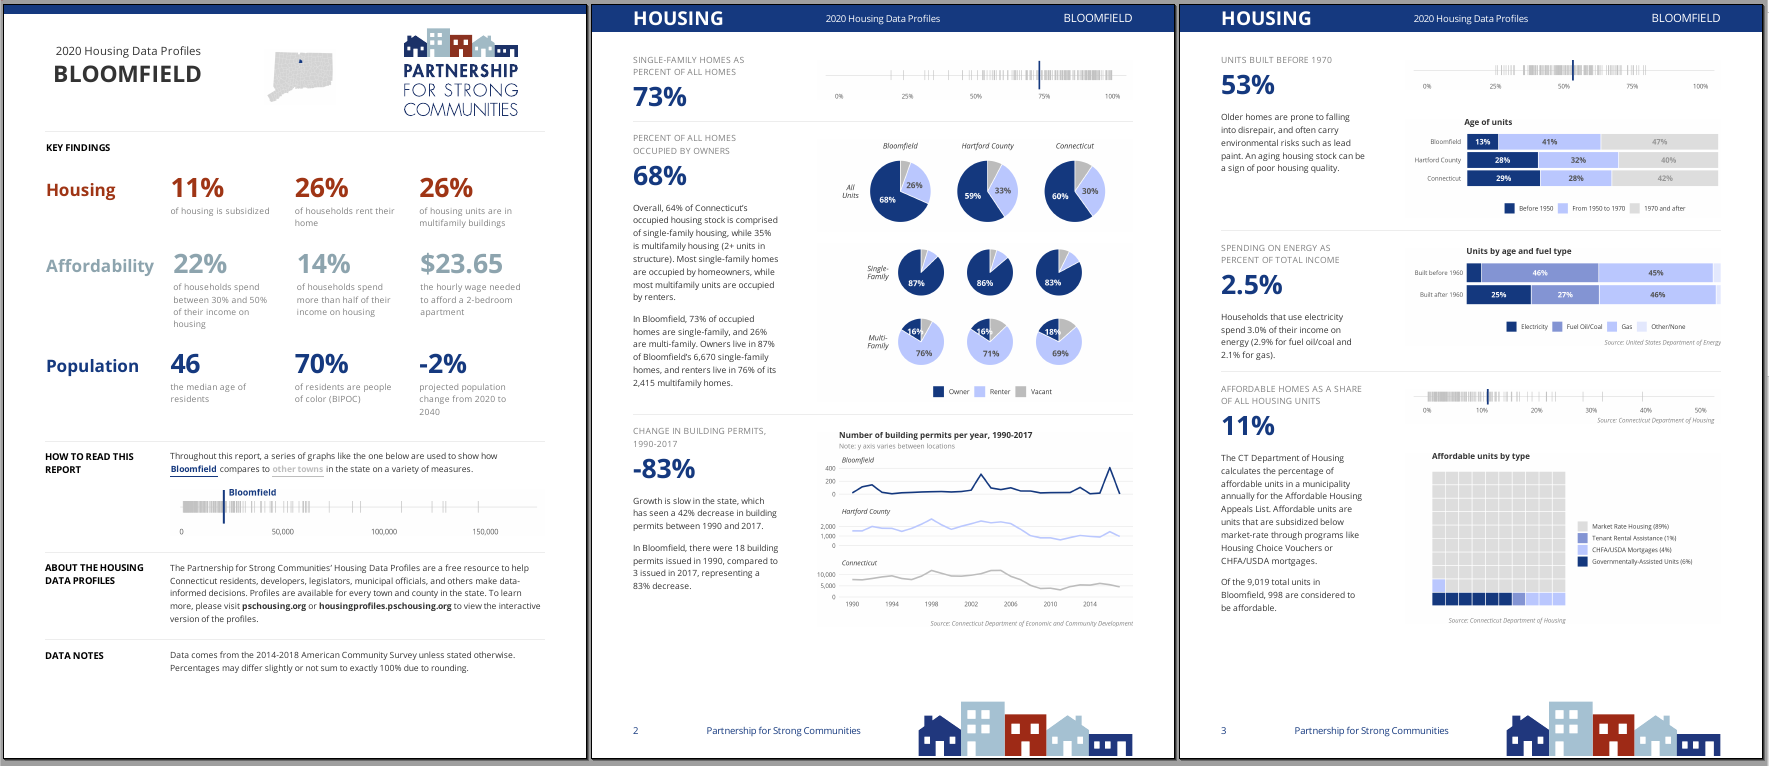 2020 Housing Data Profiles
BLOOMFIELD
PARTNERSHIP
FOR STRONG
COMMUNITIES
KEY FINDINGS
Housing
11%
of housing is subsidized
26%
of households rent their
home
26%
of housing units are in
multifamily buildings
Affordability
22%
of households spend
between 30% and 50%
of their income on
housing
14%
of households spend
more than half of their
income on housing
$23.65
the hourly wage needed
to afford a 2-bedroom
apartment
Population
46
the median age of
residents
70%
of residents are people
of color (BIPOC)
-2%
projected population
change from 2020 to
2040
HOW TO READ THIS
REPORT
Throughout this report, a series of graphs like the one below are used to show how
Bloomfield compares to other towns in the state on a variety of measures.
Bloomfield
0 50,000 100,000 150,000
ABOUT THE HOUSING
DATA PROFILES
The Partnership for Strong Communities' Housing Data Profiles are a free resource to help
Connecticut residents, developers, legislators, municipal officials, and others make data-
informed decisions. Profiles are available for every town and county in the state. To learn
more, please visit pschousing.org or housingprofiles.pschousing.org to view the interactive
version of the profiles.
DATA NOTES
Data comes from the 2014-2018 American Community Survey unless stated otherwise.
Percentages may differ slightly or not sum to exactly 100% due to rounding.
HOUSING 2020 Housing Data Profiles BLOOMFIELD
SINGLE-FAMILY HOMES AS
PERCENT OF ALL HOMES
73%
0% 25% 50% 75% 100%
PERCENT OF ALL HOMES
OCCUPIED BY OWNERS
68%
Overall, 64% of Connecticut's
occupied housing stock is comprised
of single-family housing, while 35%
is multifamily housing (2+ units in
structure). Most single-family homes
are occupied by homeowners, while
most multifamily units are occupied
by renters.
In Bloomfield, 73% of occupied
homes are single-family, and 26%
are multi-family. Owners live in 87%
of Bloomfield's 6,670 single-family
homes, and renters live in 76% of its
2,415 multifamily homes.
Bloomfield Hartford County Connecticut
All
Units
68% 26% 59% 33% 60% 30%
Single-
Family
87% 86% 83%
Multi-
Family
16% 76% 16% 71% 18% 69%
Owner Renter Vacant
CHANGE IN BUILDING PERMITS,
1990-2017
-83%
Growth is slow in the state, which
has seen a 42% decrease in building
permits between 1990 and 2017.
In Bloomfield, there were 18 building
permits issued in 1990, compared to
3 issued in 2017, representing a
83% decrease.
Number of building permits per year, 1990-2017
Note: y axis varies between locations
Bloomfield
400
200
0
Hartford County
2,000
1,000
0
Connecticut
10,000
5,000
0
1990 1994 1998 2002 2006 2010 2014
Source: Connecticut Department of Economic and Community Development
2 Partnership for Strong Communities
HOUSING 2020 Housing Data Profiles BLOOMFIELD
UNITS BUILT BEFORE 1970
53%
0% 25% 50% 75% 100%
Older homes are prone to falling
into disrepair, and often carry
environmental risks such as lead
paint. An aging housing stock can be
a sign of poor housing quality.
Age of units
Bloomfield 13% 41% 47%
Hartford County 28% 32% 40%
Connecticut 29% 28% 42%
Before 1950 From 1950 to 1970 1970 and after
SPENDING ON ENERGY AS
PERCENT OF TOTAL INCOME
2.5%
Households that use electricity
spend 3.0% of their income on
energy (2.9% for fuel oil/coal and
2.1% for gas).
Units by age and fuel type
Built before 1960 46% 45%
Built after 1960 25% 27% 46%
Electricity Fuel Oil/Coal Gas Other/None
Source: United States Department of Energy
AFFORDABLE HOMES AS A SHARE
OF ALL HOUSING UNITS
11%
0% 10% 20% 30% 40% 50%
Source: Connecticut Department of Housing
The CT Department of Housing
calculates the percentage of
affordable units in a municipality
annually for the Affordable Housing
Appeals List. Affordable units are
units that are subsidized below
market-rate through programs like
Housing Choice Vouchers or
CHFA/USDA mortgages.
Of the 9,019 total units in
Bloomfield, 998 are considered to
be affordable.
Affordable units by type
Market Rate Housing (89%)
Tenant Rental Assistance (1%)
CHFA/USDA Mortgages (4%)
Governmentally-Assisted Units (6%)
Source: Connecticut Department of Housing
3 Partnership for Strong Communities